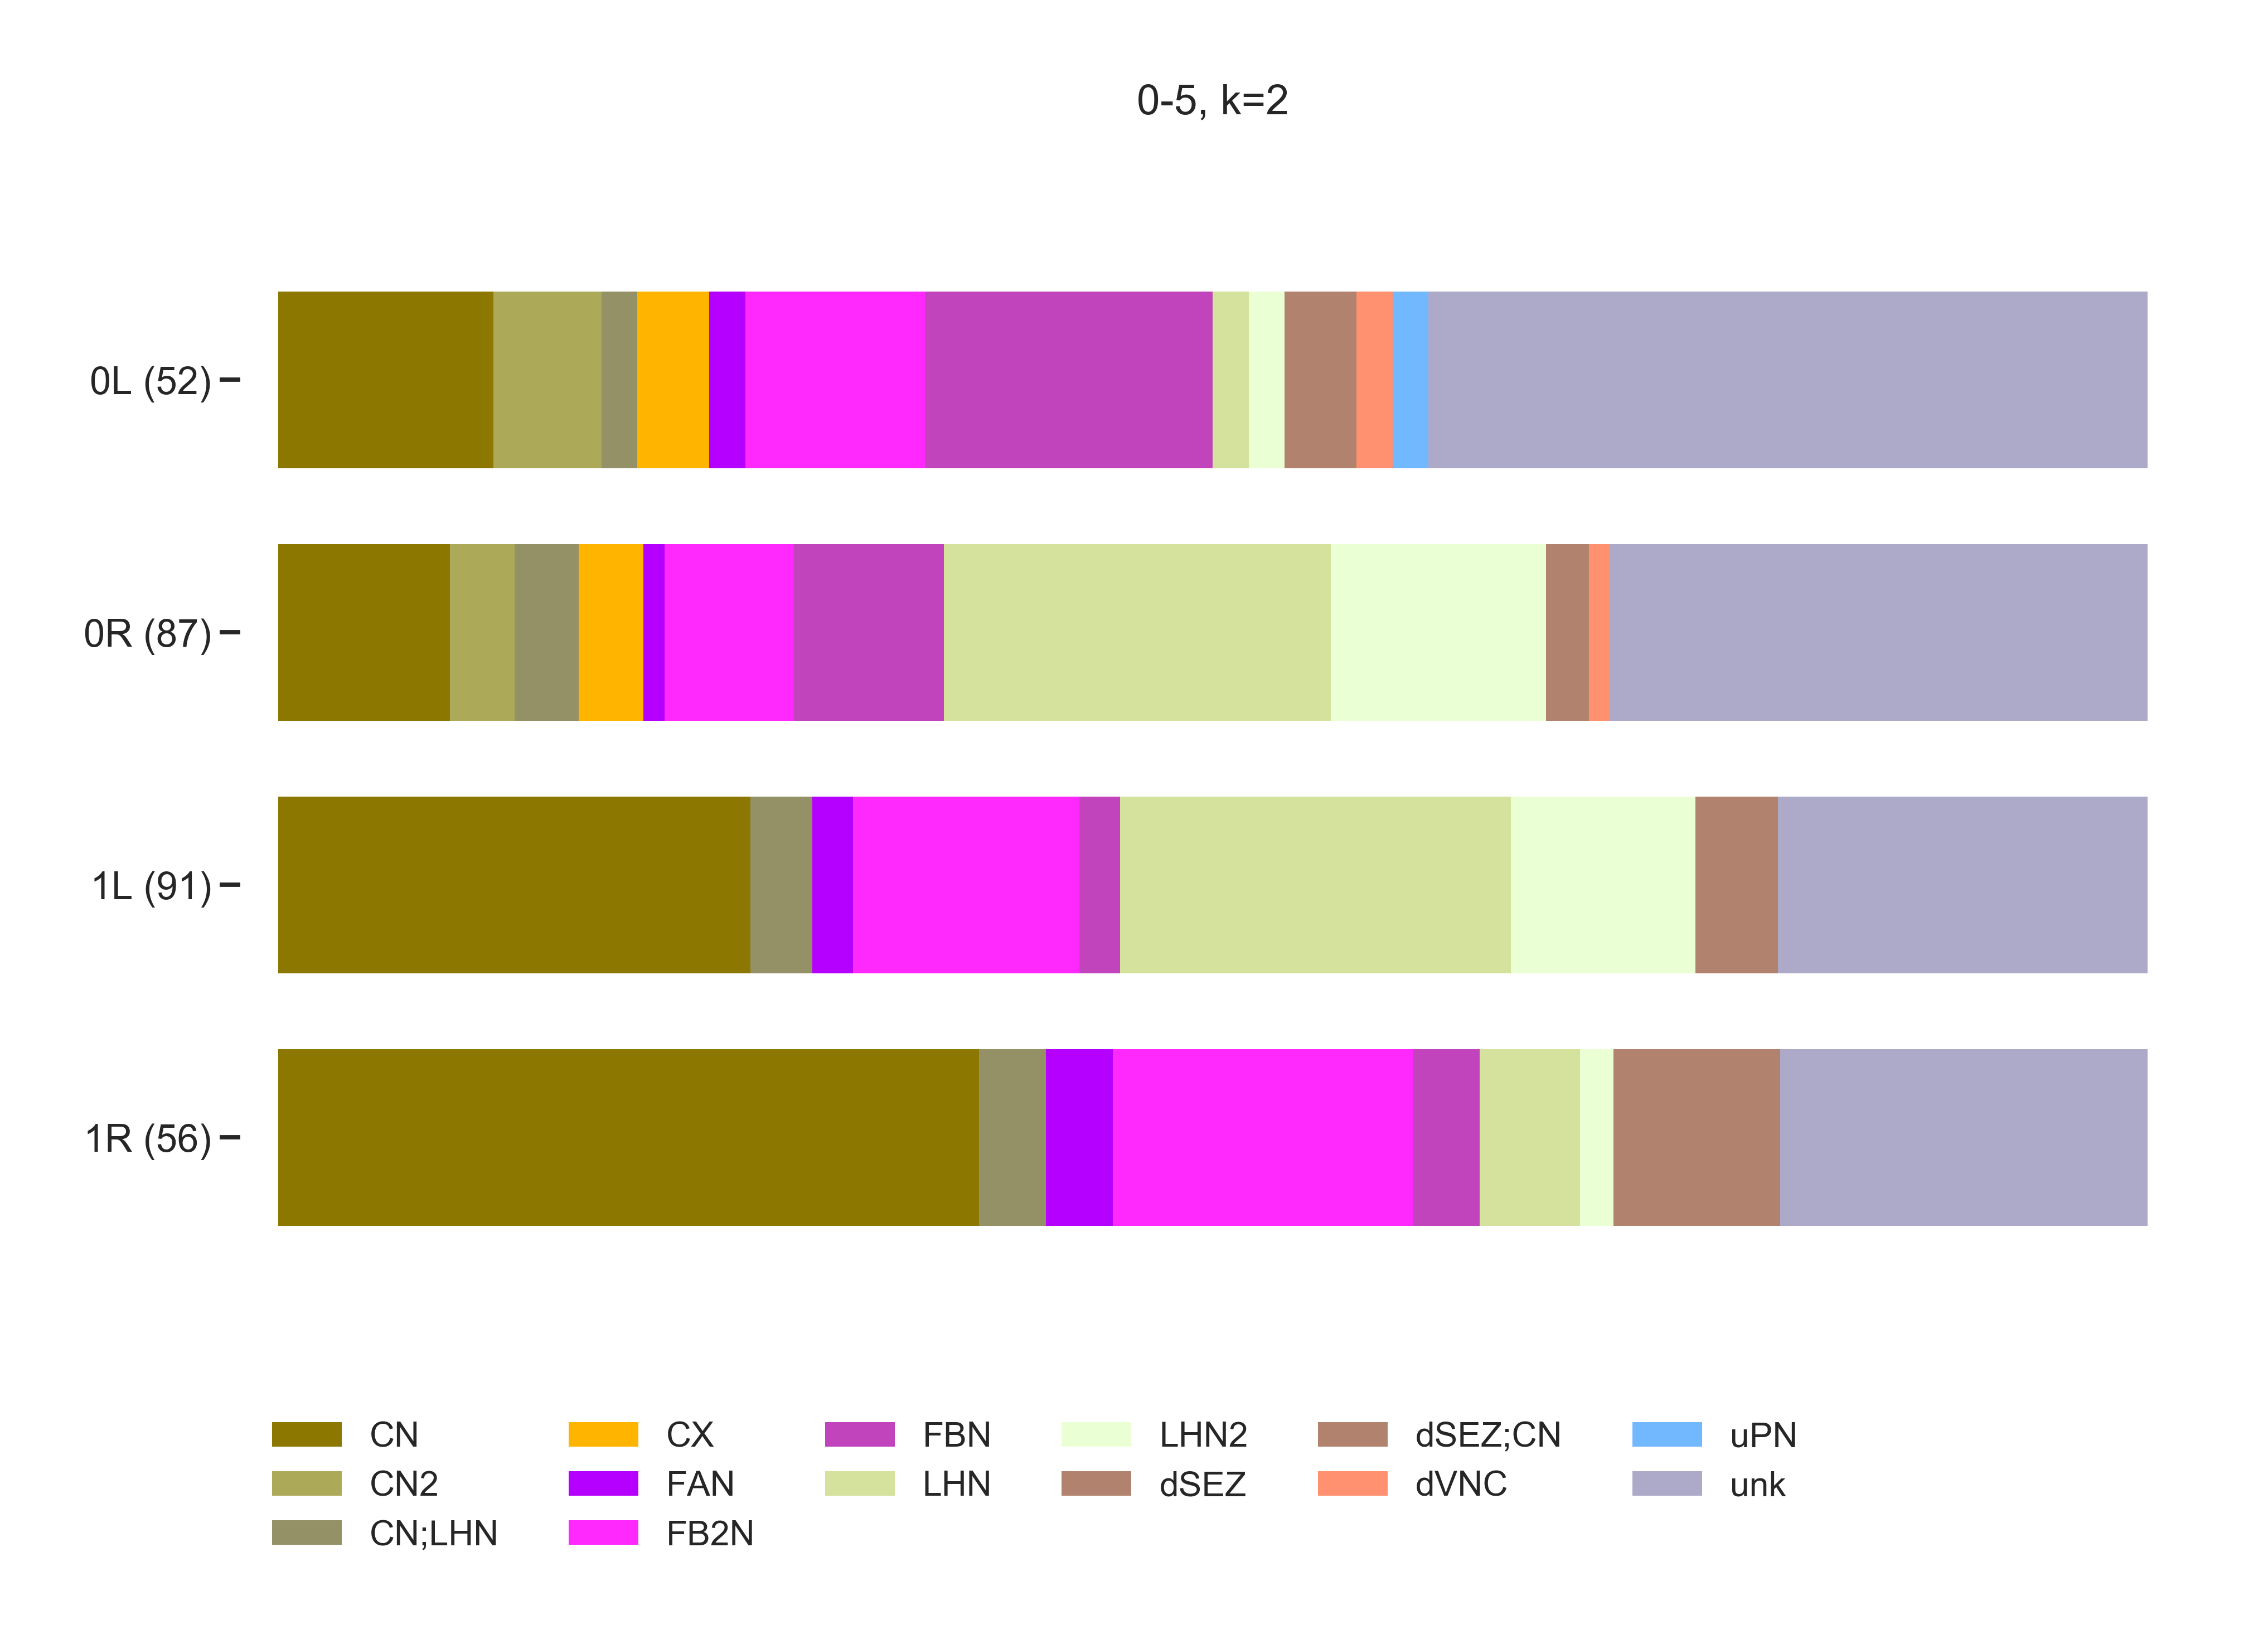 0-5, k=2
0L (52)
0R (87)
1L (91)
1R (56)
CN CX FBN LHN2 dSEZ;CN uPN
CN2 FAN LHN dSEZ dVNC unk
CN;LHN FB2N